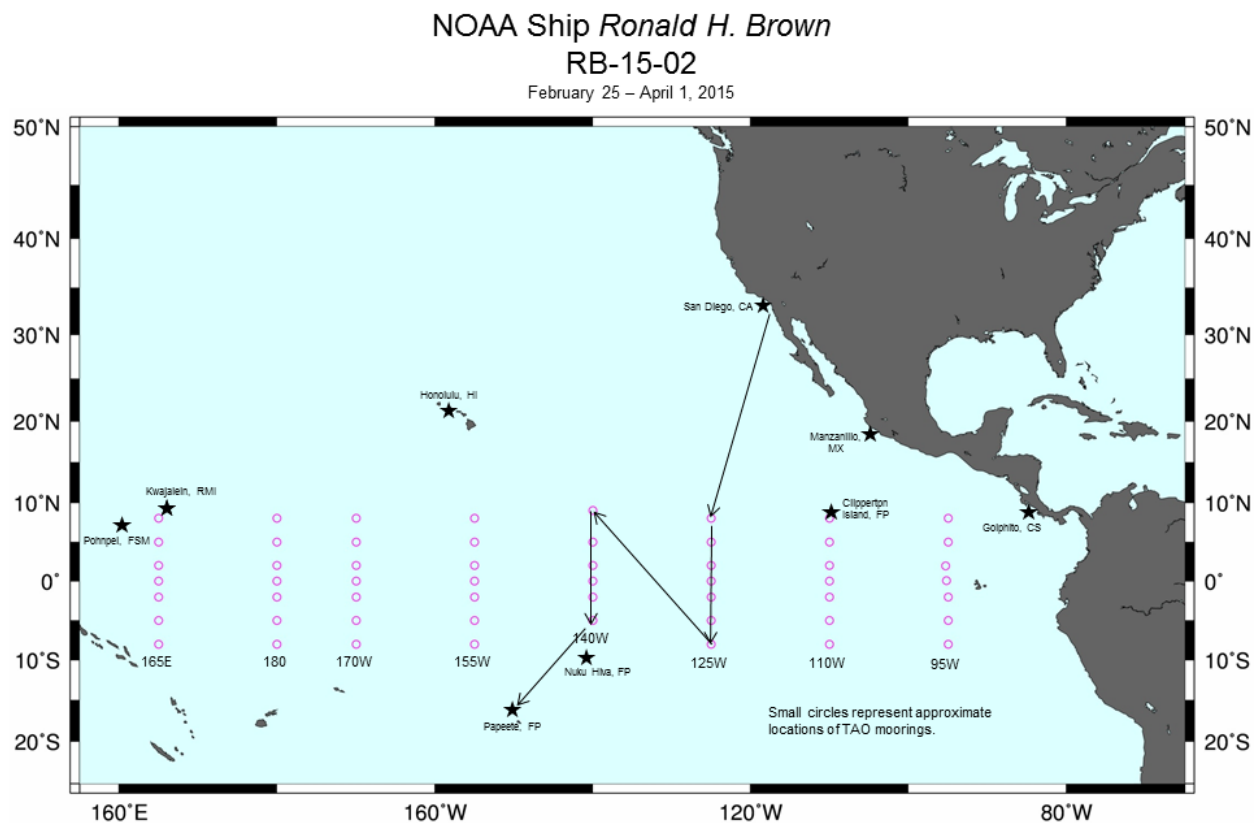 NOAA Ship Ronald H. Brown
RB-15-02
February 25 – April 1, 2015
50˚N
50˚N
40˚N
40˚N
San Diego, CA
30˚N
30˚N
Honolulu, HI
20˚N
20˚N
Manzanillo,
MX
Kwajalein, RMI
10˚N
10˚N
Clipperton
Island, FP
Pohnpei, FSM
Golphito, CS
0˚
0˚
140W
165E
180
170W
155W
125W
110W
95W
10˚S
10˚S
Nuku Hiva, FP
Small circles represent approximate
locations of TAO moorings.
Papeete, FP
20˚S
20˚S
160˚E
160˚W
120˚W
80˚W